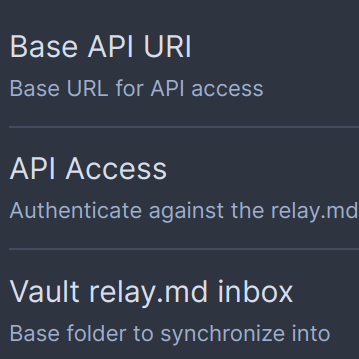 Base API URI
Base URL for API access
API Access
Authenticate against the relay.md
Vault relay.md inbox
Base folder to synchronize into